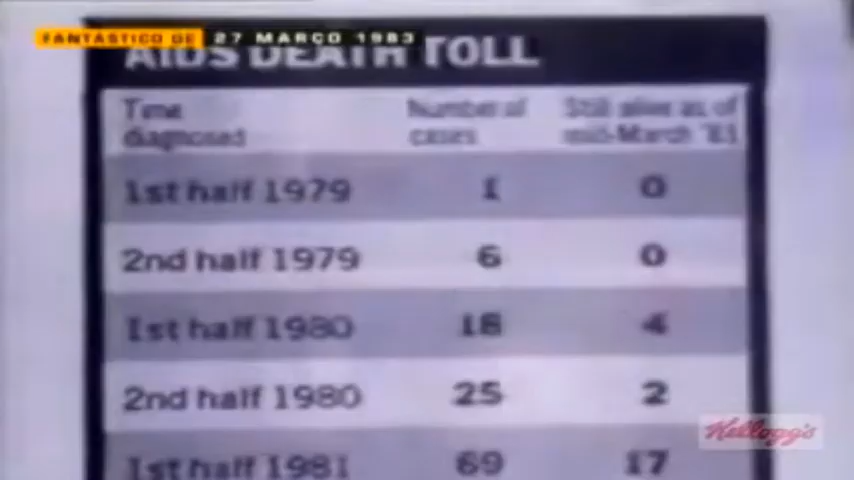 FANTASTICO DE 27 MARÇO 1983
AIDS DEATH TOLL
Time diagnosed Number of cases Still alive as of mid-March '83
1st half 1979 1 0
2nd half 1979 6 0
1st half 1980 18 4
2nd half 1980 25 2
1st half 1981 69 17
Kellogg's